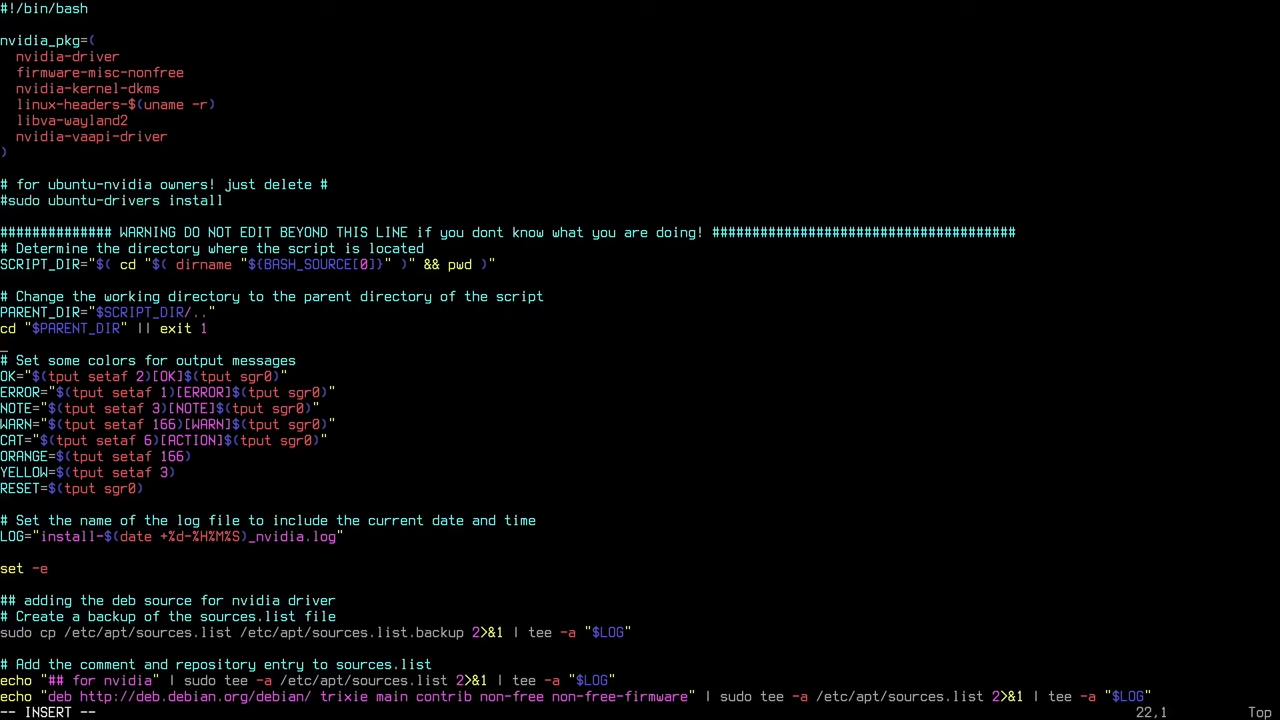 #!/bin/bash
nvidia_pkg=(
  nvidia-driver
  firmware-misc-nonfree
  nvidia-kernel-dkms
  linux-headers-$(uname -r)
  libva-wayland2
  nvidia-vaapi-driver
)
# for ubuntu-nvidia owners! just delete #
#sudo ubuntu-drivers install
############## WARNING DO NOT EDIT BEYOND THIS LINE if you dont know what you are doing! ######################################
# Determine the directory where the script is located
SCRIPT_DIR="$( cd "$( dirname "${BASH_SOURCE[0]}" )" && pwd )"
# Change the working directory to the parent directory of the script
PARENT_DIR="$SCRIPT_DIR/.."
cd "$PARENT_DIR" || exit 1
# Set some colors for output messages
OK="$(tput setaf 2)[OK]$(tput sgr0)"
ERROR="$(tput setaf 1)[ERROR]$(tput sgr0)"
NOTE="$(tput setaf 3)[NOTE]$(tput sgr0)"
WARN="$(tput setaf 166)[WARN]$(tput sgr0)"
CAT="$(tput setaf 6)[ACTION]$(tput sgr0)"
ORANGE=$(tput setaf 166)
YELLOW=$(tput setaf 3)
RESET=$(tput sgr0)
# Set the name of the log file to include the current date and time
LOG="install-$(date +%d-%H%M%S)_nvidia.log"
set -e
## adding the deb source for nvidia driver
# Create a backup of the sources.list file
sudo cp /etc/apt/sources.list /etc/apt/sources.list.backup 2>&1 | tee -a "$LOG"
# Add the comment and repository entry to sources.list
echo "## for nvidia" | sudo tee -a /etc/apt/sources.list 2>&1 | tee -a "$LOG"
echo "deb http://deb.debian.org/debian/ trixie main contrib non-free non-free-firmware" | sudo tee -a /etc/apt/sources.list 2>&1 | tee -a "$LOG"
-- INSERT -- 22,1 Top